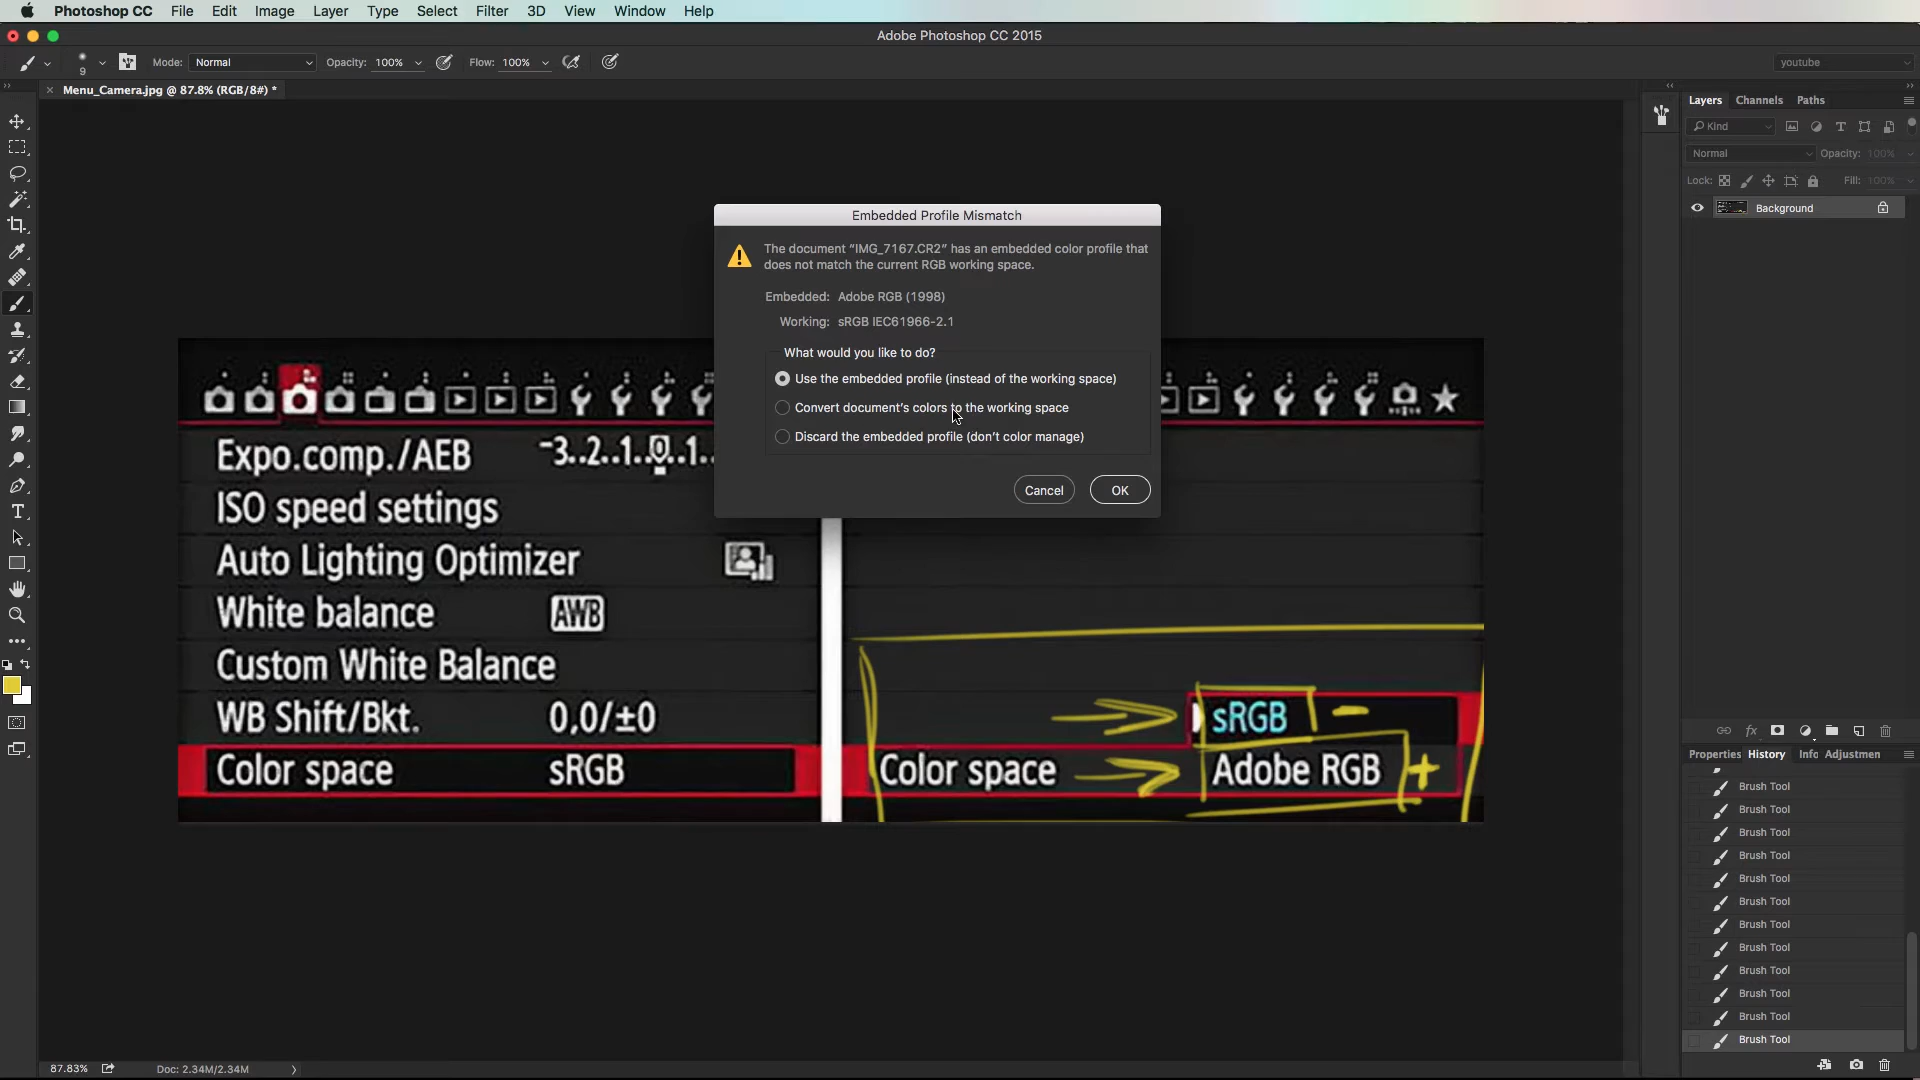 Photoshop CC File Edit Image Layer Type Select Filter 3D View Window Help
Adobe Photoshop CC 2015
9 Mode: Normal Opacity: 100% Flow: 100% youtube
Menu_Camera.jpg @ 87.8% (RGB/8#) *
Layers Channels Paths
Kind
Normal Opacity: 100%
Lock: Fill: 100%
Background
Embedded Profile Mismatch
The document "IMG_7167.CR2" has an embedded color profile that
does not match the current RGB working space.
Embedded: Adobe RGB (1998)
Working: sRGB IEC61966-2.1
What would you like to do?
Use the embedded profile (instead of the working space)
Convert document's colors to the working space
Discard the embedded profile (don't color manage)
Cancel OK
Expo.comp./AEB -3..2..1..0..1..
ISO speed settings
Auto Lighting Optimizer
White balance AWB
Custom White Balance
WB Shift/Bkt. 0,0/±0
Color space sRGB
sRGB -
Color space Adobe RGB +
Properties History Info Adjustmen
Brush Tool
Brush Tool
Brush Tool
Brush Tool
Brush Tool
Brush Tool
Brush Tool
Brush Tool
Brush Tool
Brush Tool
Brush Tool
Brush Tool
87.83% Doc: 2.34M/2.34M